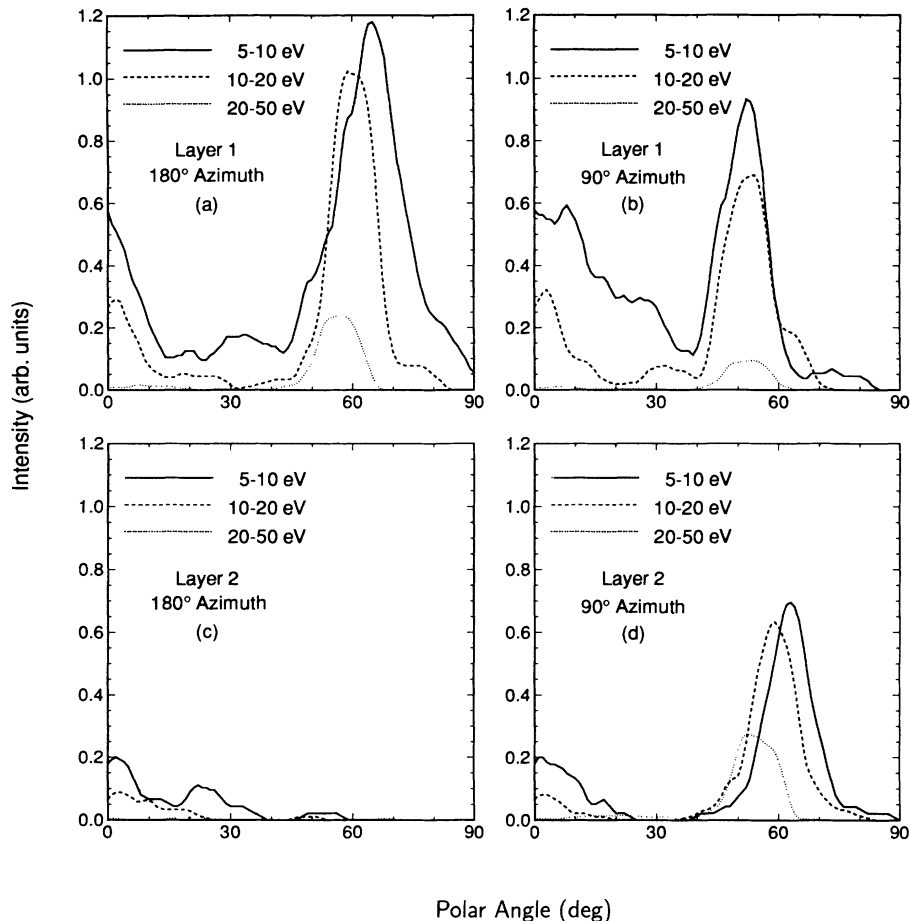 1.2
1.0
0.8
0.6
0.4
0.2
0.0
0 30 60 90
5-10 eV
10-20 eV
20-50 eV
Layer 1
180° Azimuth
(a)
0 30 60 90
1.2
1.0
0.8
0.6
0.4
0.2
0.0
5-10 eV
10-20 eV
20-50 eV
Layer 1
90° Azimuth
(b)
Intensity (arb. units)
1.2
1.0
0.8
0.6
0.4
0.2
0.0
0 30 60 90
5-10 eV
10-20 eV
20-50 eV
Layer 2
180° Azimuth
(c)
1.2
1.0
0.8
0.6
0.4
0.2
0.0
0 30 60 90
5-10 eV
10-20 eV
20-50 eV
Layer 2
90° Azimuth
(d)
Polar Angle (deg)